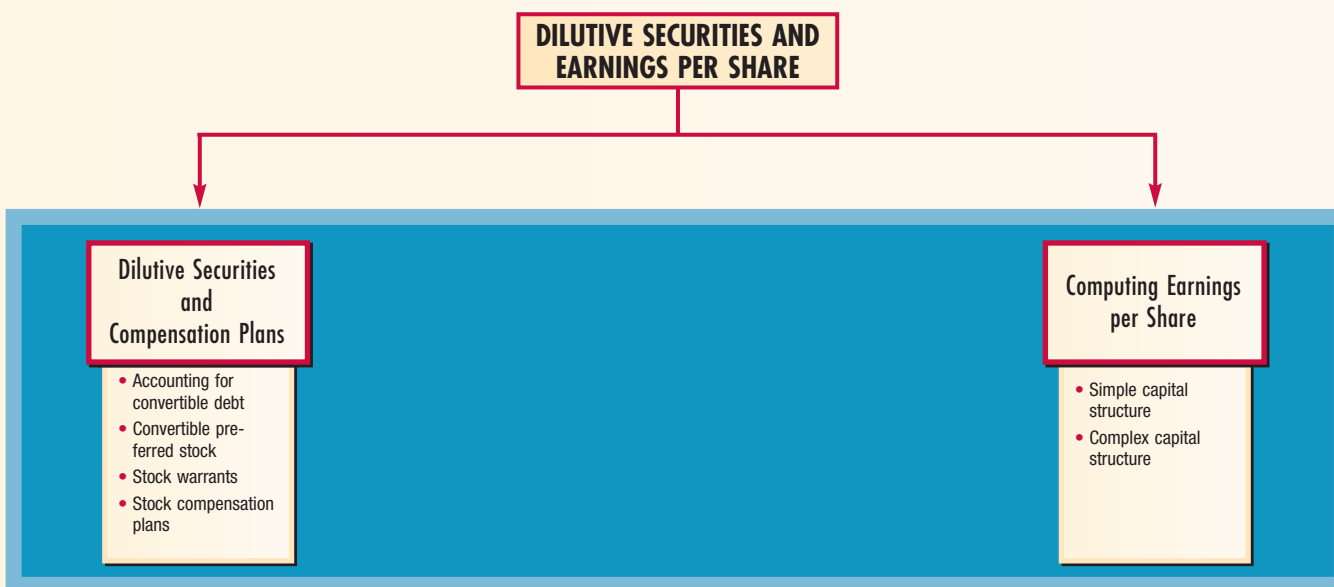 DILUTIVE SECURITIES AND
EARNINGS PER SHARE
Dilutive Securities
and
Compensation Plans
• Accounting for
convertible debt
• Convertible pre-
ferred stock
• Stock warrants
• Stock compensation
plans
Computing Earnings
per Share
• Simple capital
structure
• Complex capital
structure